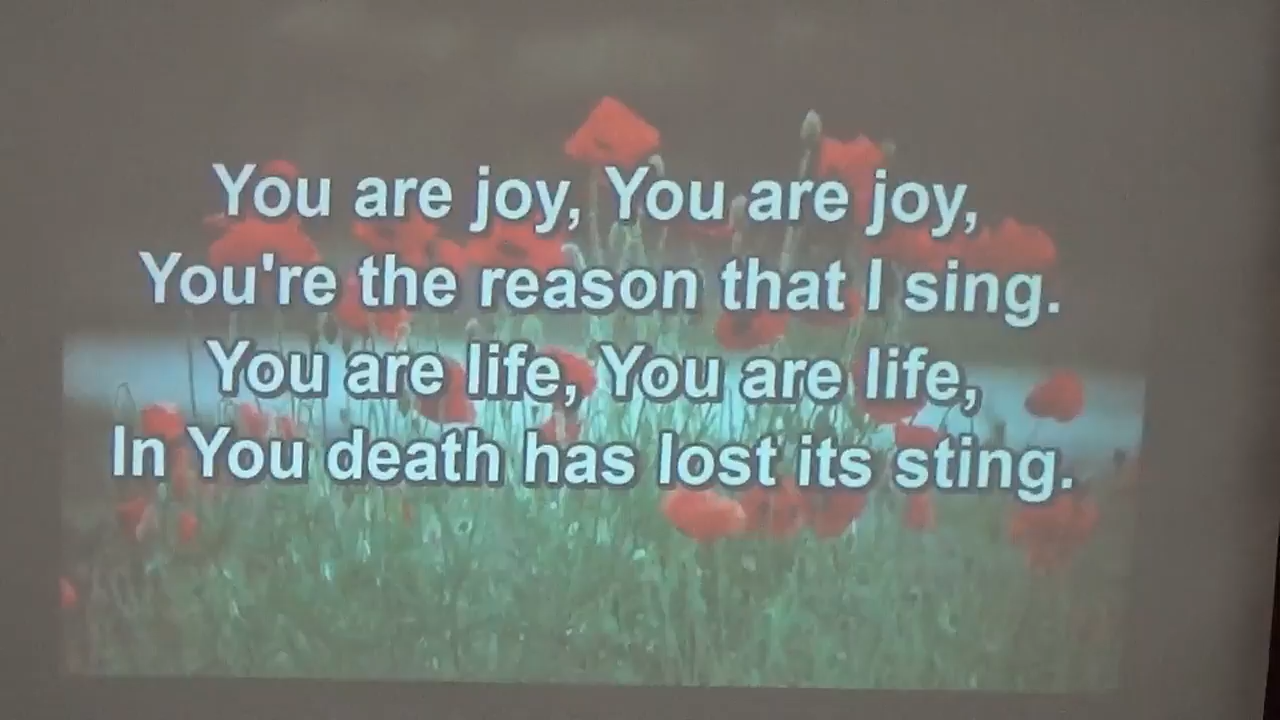 You are joy, You are joy,
You're the reason that I sing.
You are life, You are life,
In You death has lost its sting.